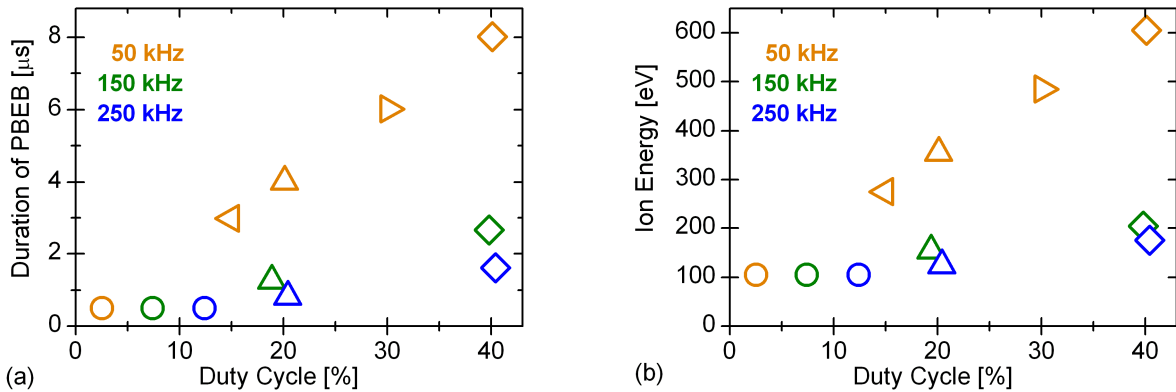 Duration of PBEB [μs]
8
6
4
2
0
50 kHz
150 kHz
250 kHz
0 10 20 30 40
Duty Cycle [%]
(a)
Ion Energy [eV]
600
500
400
300
200
100
0
50 kHz
150 kHz
250 kHz
0 10 20 30 40
Duty Cycle [%]
(b)